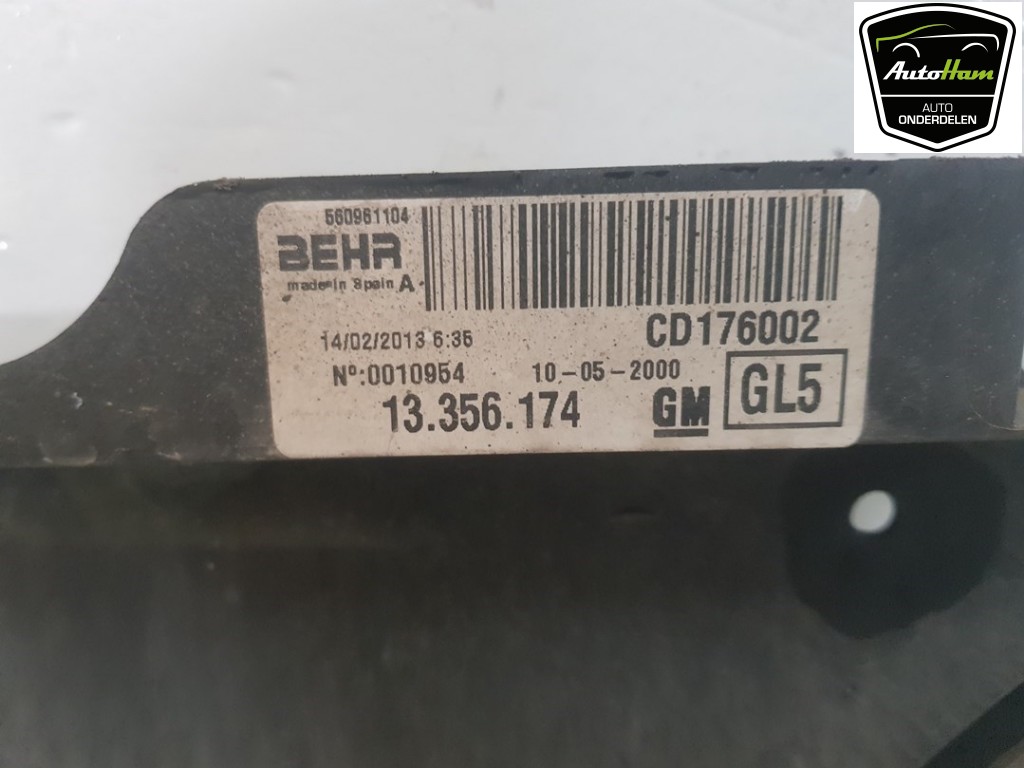 AutoHam
AUTO
ONDERDELEN
560961104
BEHR
made in Spain A
14/02/2013 6:35
CD176002
Nº:0010954 10-05-2000
13.356.174 GM GL5